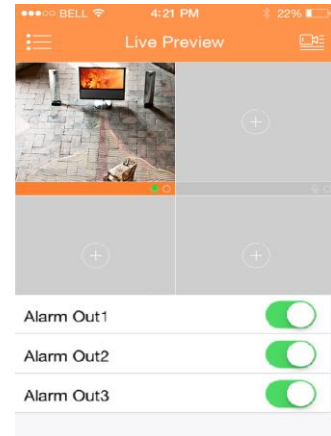 BELL 4:21 PM 22%
Live Preview
Alarm Out1
Alarm Out2
Alarm Out3